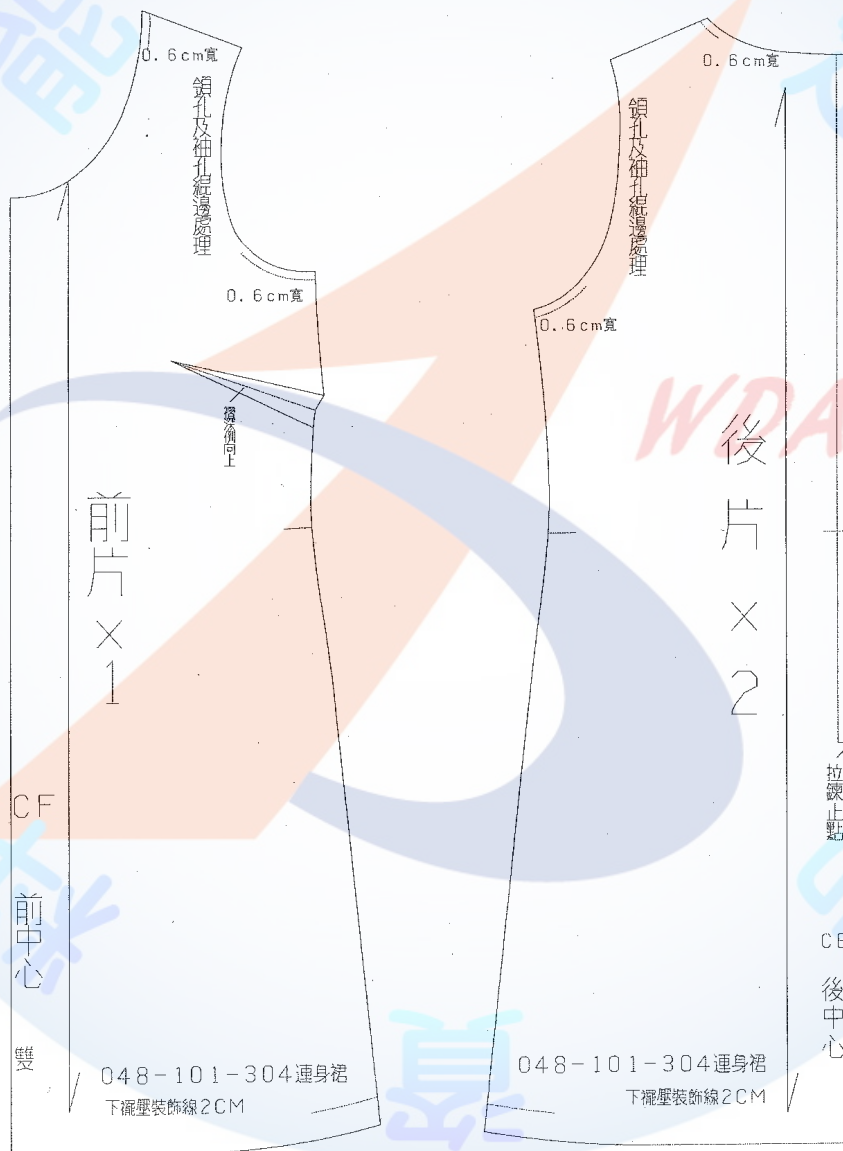 0.6cm寬
領孔及袖孔緄邊處理
0.6cm寬
褶法倒向上
前片×1
CF
前中心
雙
048-101-304連身裙
下襬壓裝飾線2CM
0.6cm寬
領孔及袖孔緄邊處理
0.6cm寬
WDA
後片×2
拉鍊止點
後中心
048-101-304連身裙
下襬壓裝飾線2CM